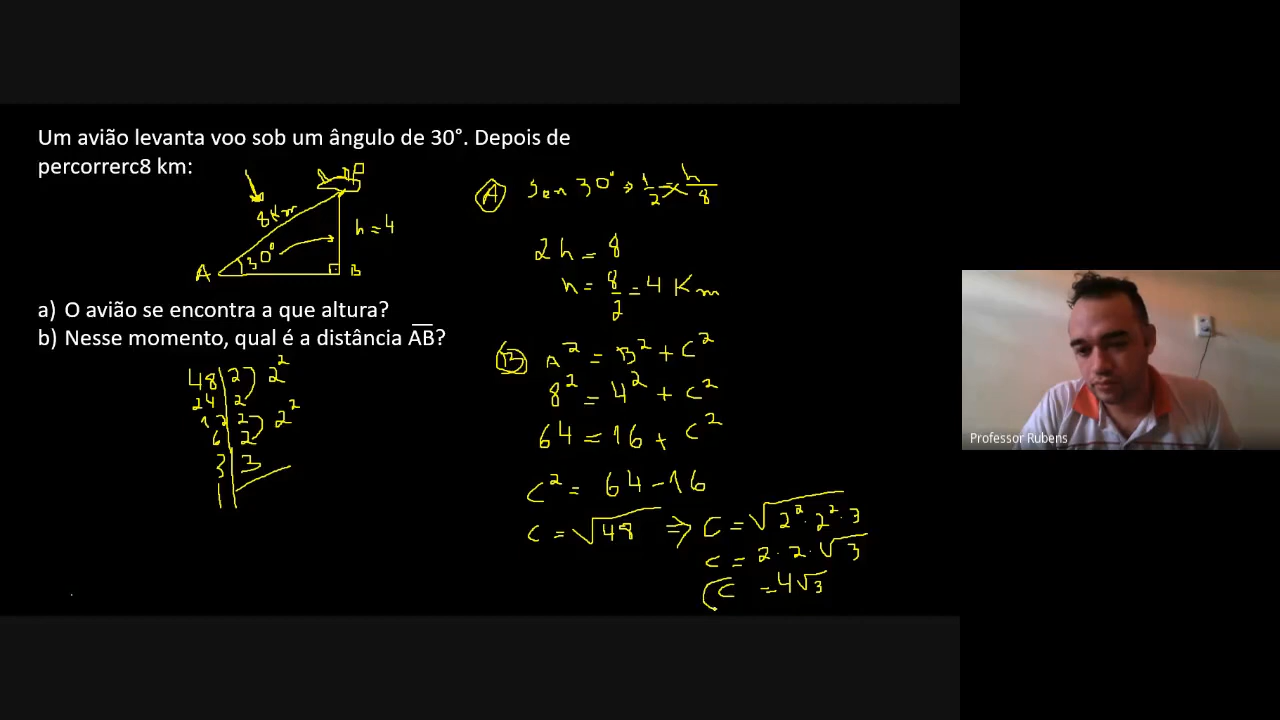 Um avião levanta voo sob um ângulo de 30°. Depois de
percorrerc8 km:
8 Km
h = 4
30°
A
B
a) O avião se encontra a que altura?
b) Nesse momento, qual é a distância A̅B̅?
48 | 2 ) 2²
24 | 2
12 | 2 ) 2²
6 | 2
3 | 3
1 |
A Sen 30° → 1/2 = h/8
2h = 8
h = 8/2 = 4 Km
B A² = B² + C²
8² = 4² + C²
64 = 16 + C²
C² = 64 - 16
C = √48 ⇒ C = √2² · 2² · 3
C = 2 · 2 · √3
C = 4√3
Professor Rubens